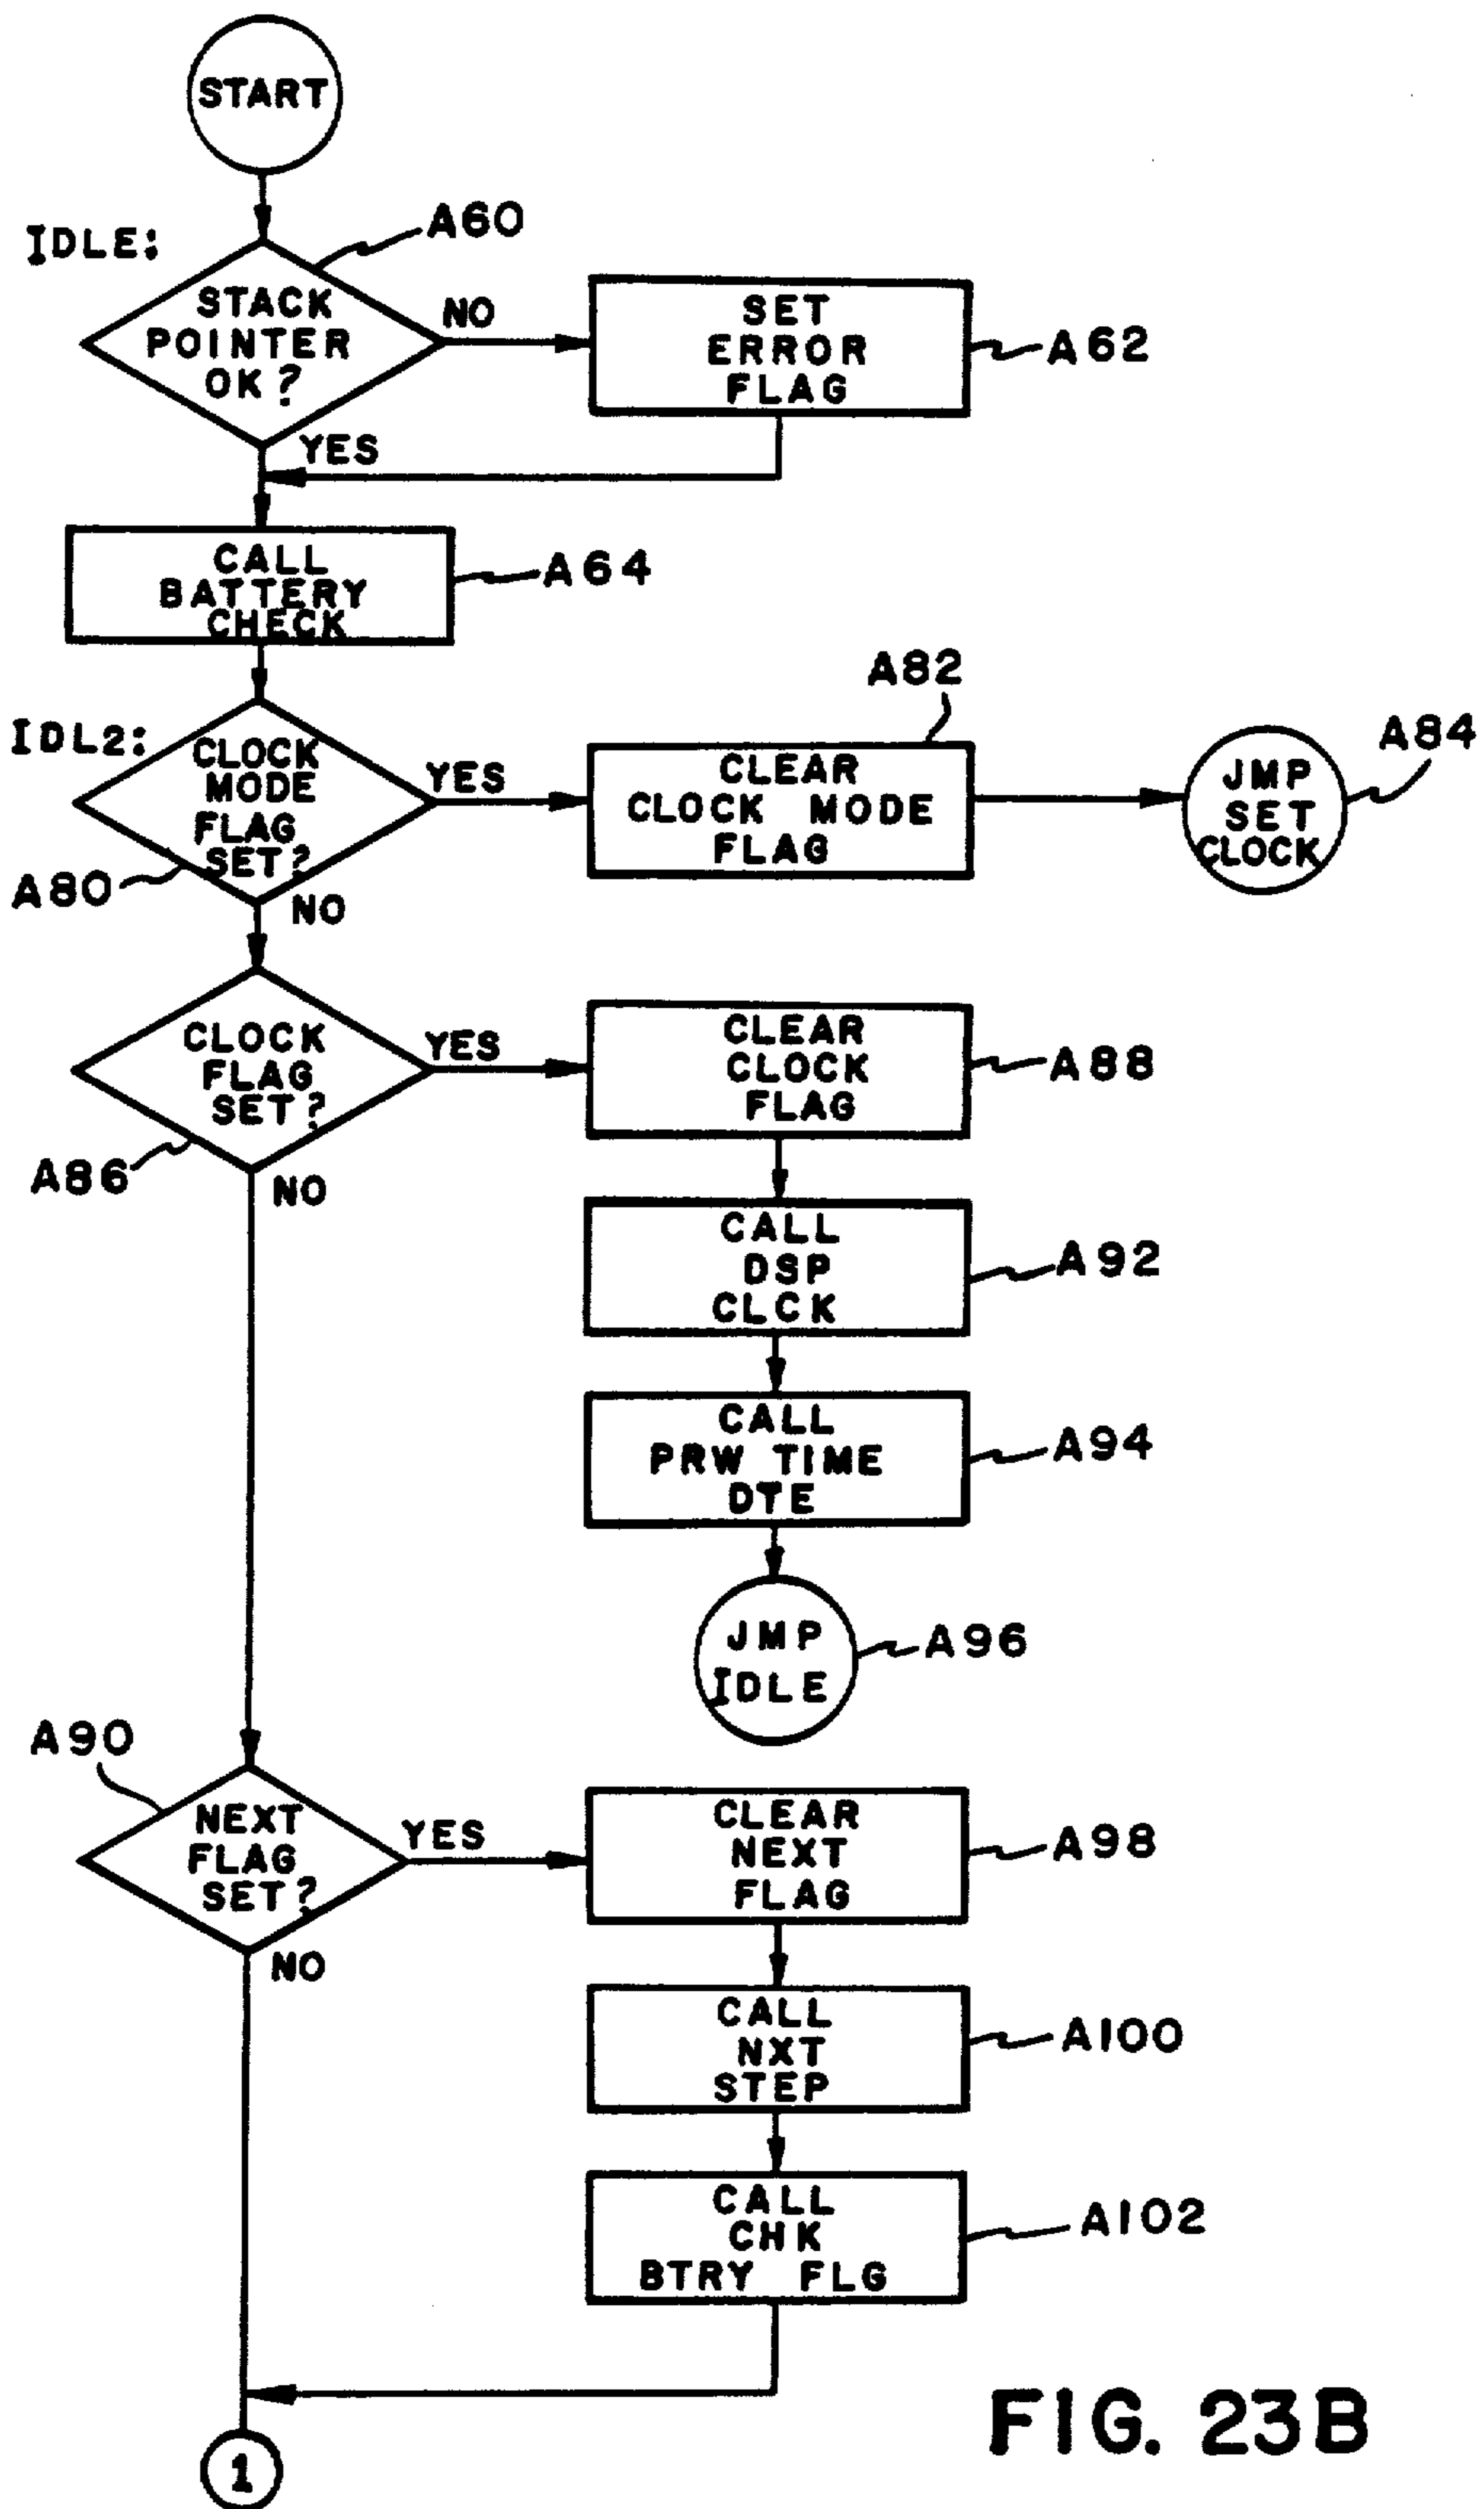 START
IDLE:
A60
STACK
POINTER
OK?
NO
SET
ERROR
FLAG
A62
YES
CALL
BATTERY
CHECK
A64
IDL2:
CLOCK
MODE
FLAG
SET?
A80
YES
A82
CLEAR
CLOCK MODE
FLAG
A84
JMP
SET
CLOCK
NO
CLOCK
FLAG
SET?
A86
YES
CLEAR
CLOCK
FLAG
A88
NO
CALL
DSP
CLCK
A92
CALL
PRW TIME
DTE
A94
JMP
IDLE
A96
A90
NEXT
FLAG
SET?
YES
CLEAR
NEXT
FLAG
A98
NO
CALL
NXT
STEP
A100
CALL
CHK
BTRY FLG
A102
1
FIG. 23B